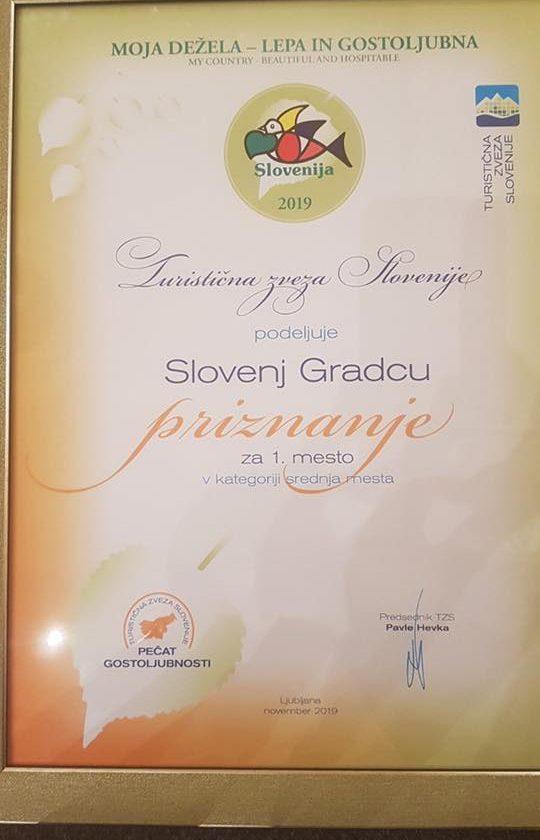 MOJA DEŽELA – LEPA IN GOSTOLJUBNA
MY COUNTRY - BEAUTIFUL AND HOSPITABLE
Slovenija
2019
TURISTIČNA
ZVEZA
SLOVENIJE
Turistična zveza Slovenije
podeljuje
Slovenj Gradcu
priznanje
za 1. mesto
v kategoriji srednja mesta
TURISTIČNA ZVEZA SLOVENIJE
PEČAT
GOSTOLJUBNOSTI
Predsednik TZS
Pavle Hevka
Ljubljana
november 2019